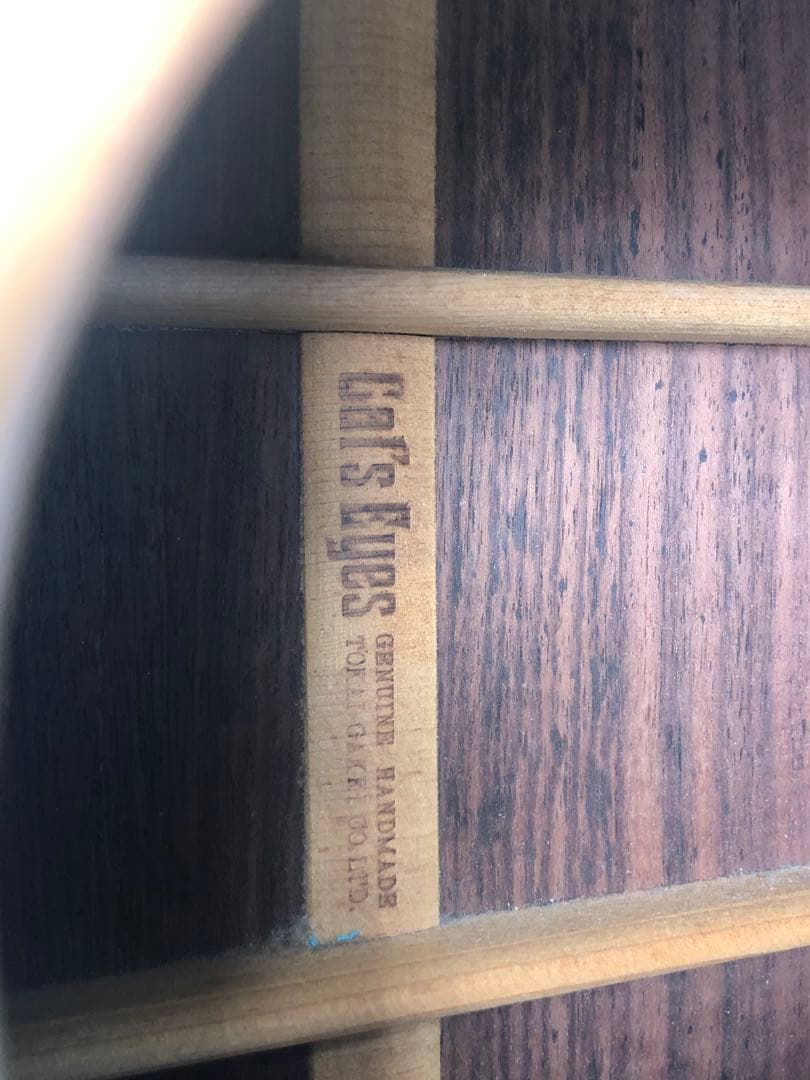 Cat's Eyes
GENUINE HANDMADE
TOKAI GAKKI CO LTD.